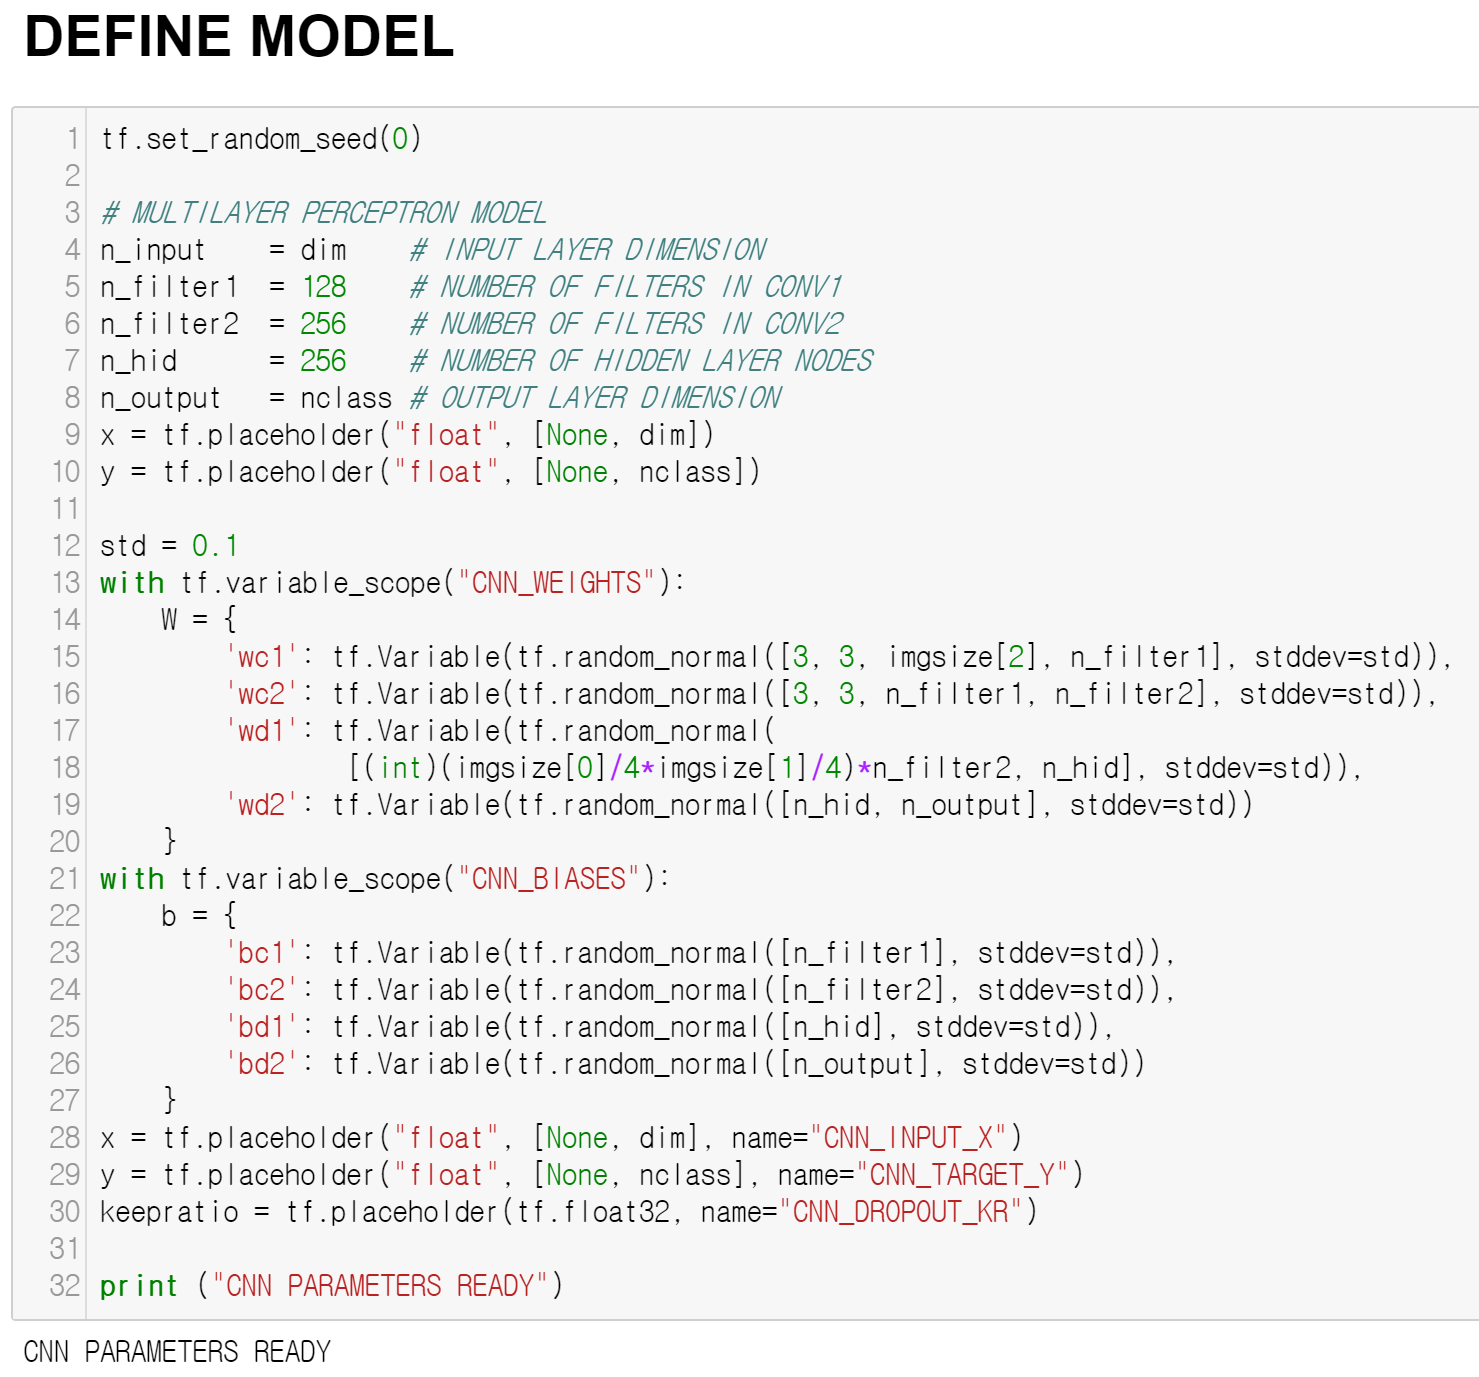 DEFINE MODEL
1 tf.set_random_seed(0)
2
3 # MULTILAYER PERCEPTRON MODEL
4 n_input    = dim    # INPUT LAYER DIMENSION
5 n_filter1  = 128    # NUMBER OF FILTERS IN CONV1
6 n_filter2  = 256    # NUMBER OF FILTERS IN CONV2
7 n_hid      = 256    # NUMBER OF HIDDEN LAYER NODES
8 n_output   = nclass # OUTPUT LAYER DIMENSION
9 x = tf.placeholder("float", [None, dim])
10 y = tf.placeholder("float", [None, nclass])
11
12 std = 0.1
13 with tf.variable_scope("CNN_WEIGHTS"):
14     W = {
15         'wc1': tf.Variable(tf.random_normal([3, 3, imgsize[2], n_filter1], stddev=std)),
16         'wc2': tf.Variable(tf.random_normal([3, 3, n_filter1, n_filter2], stddev=std)),
17         'wd1': tf.Variable(tf.random_normal(
18                 [(int)(imgsize[0]/4*imgsize[1]/4)*n_filter2, n_hid], stddev=std)),
19         'wd2': tf.Variable(tf.random_normal([n_hid, n_output], stddev=std))
20     }
21 with tf.variable_scope("CNN_BIASES"):
22     b = {
23         'bc1': tf.Variable(tf.random_normal([n_filter1], stddev=std)),
24         'bc2': tf.Variable(tf.random_normal([n_filter2], stddev=std)),
25         'bd1': tf.Variable(tf.random_normal([n_hid], stddev=std)),
26         'bd2': tf.Variable(tf.random_normal([n_output], stddev=std))
27     }
28 x = tf.placeholder("float", [None, dim], name="CNN_INPUT_X")
29 y = tf.placeholder("float", [None, nclass], name="CNN_TARGET_Y")
30 keepratio = tf.placeholder(tf.float32, name="CNN_DROPOUT_KR")
31
32 print ("CNN PARAMETERS READY")
CNN PARAMETERS READY